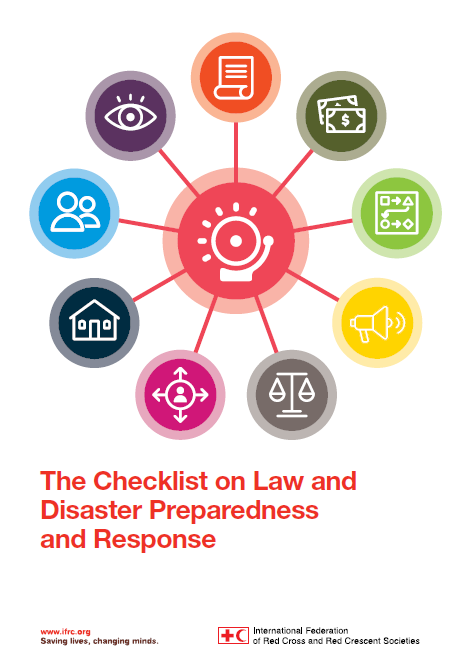 $
The Checklist on Law and
Disaster Preparedness
and Response
www.ifrc.org
Saving lives, changing minds.
International Federation
of Red Cross and Red Crescent Societies